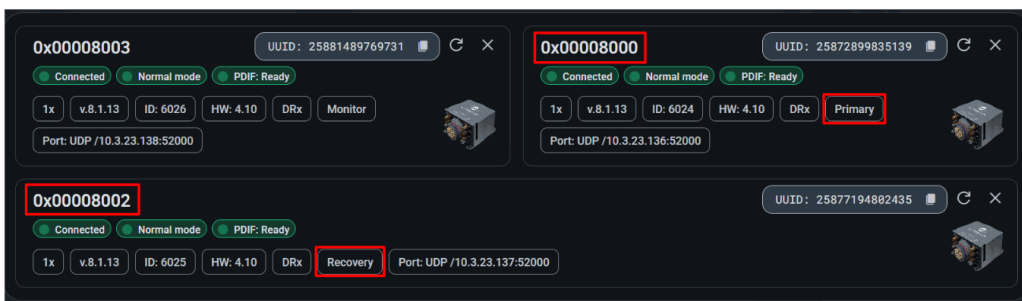 0x00008003 UUID: 25881489769731
Connected Normal mode PDIF: Ready
1x v.8.1.13 ID: 6026 HW: 4.10 DRx Monitor
Port: UDP /10.3.23.138:52000
0x00008000 UUID: 25872899835139
Connected Normal mode PDIF: Ready
1x v.8.1.13 ID: 6024 HW: 4.10 DRx Primary
Port: UDP /10.3.23.136:52000
0x00008002 UUID: 25877194802435
Connected Normal mode PDIF: Ready
1x v.8.1.13 ID: 6025 HW: 4.10 DRx Recovery Port: UDP /10.3.23.137:52000